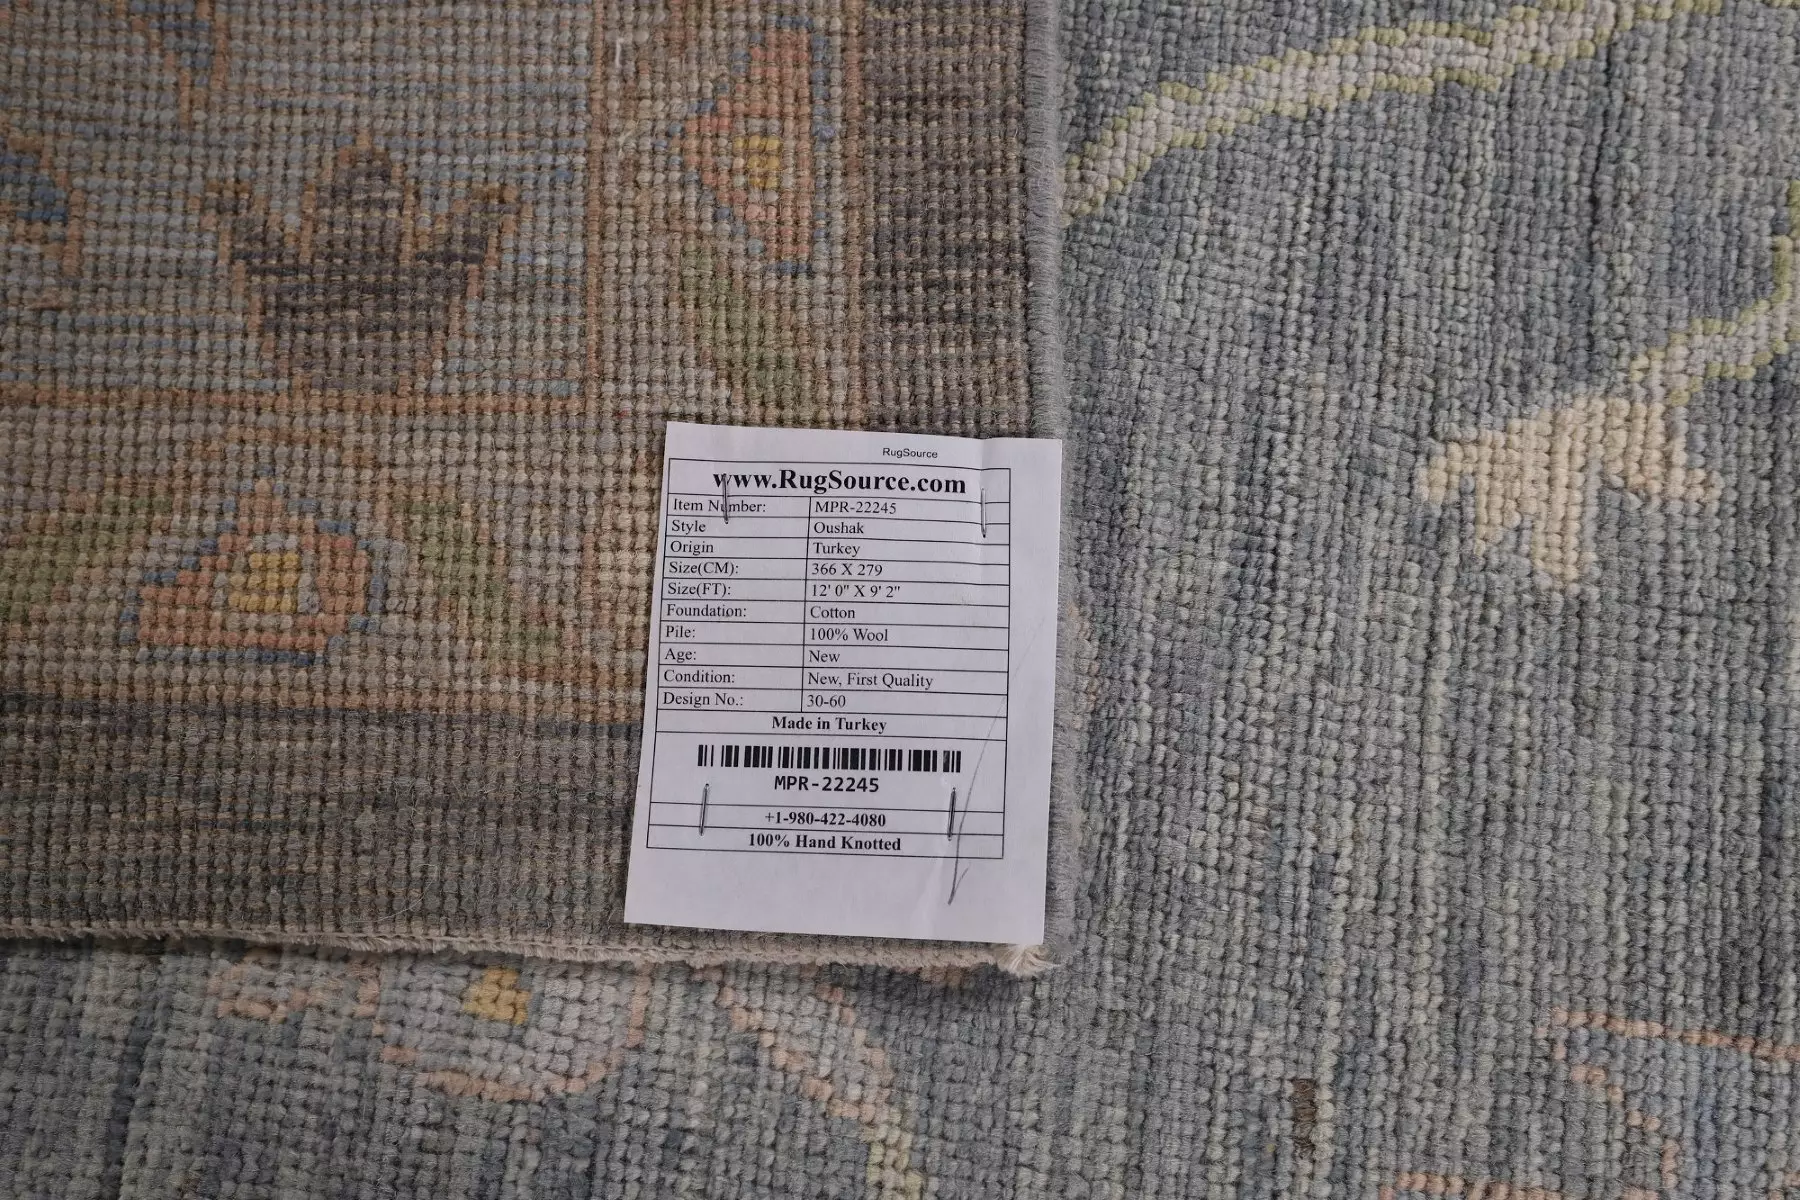 RugSource
www.RugSource.com
Item Number: MPR-22245
Style Oushak
Origin Turkey
Size(CM): 366 X 279
Size(FT): 12' 0" X 9' 2"
Foundation: Cotton
Pile: 100% Wool
Age: New
Condition: New, First Quality
Design No.: 30-60
Made in Turkey
MPR-22245
+1-980-422-4080
100% Hand Knotted